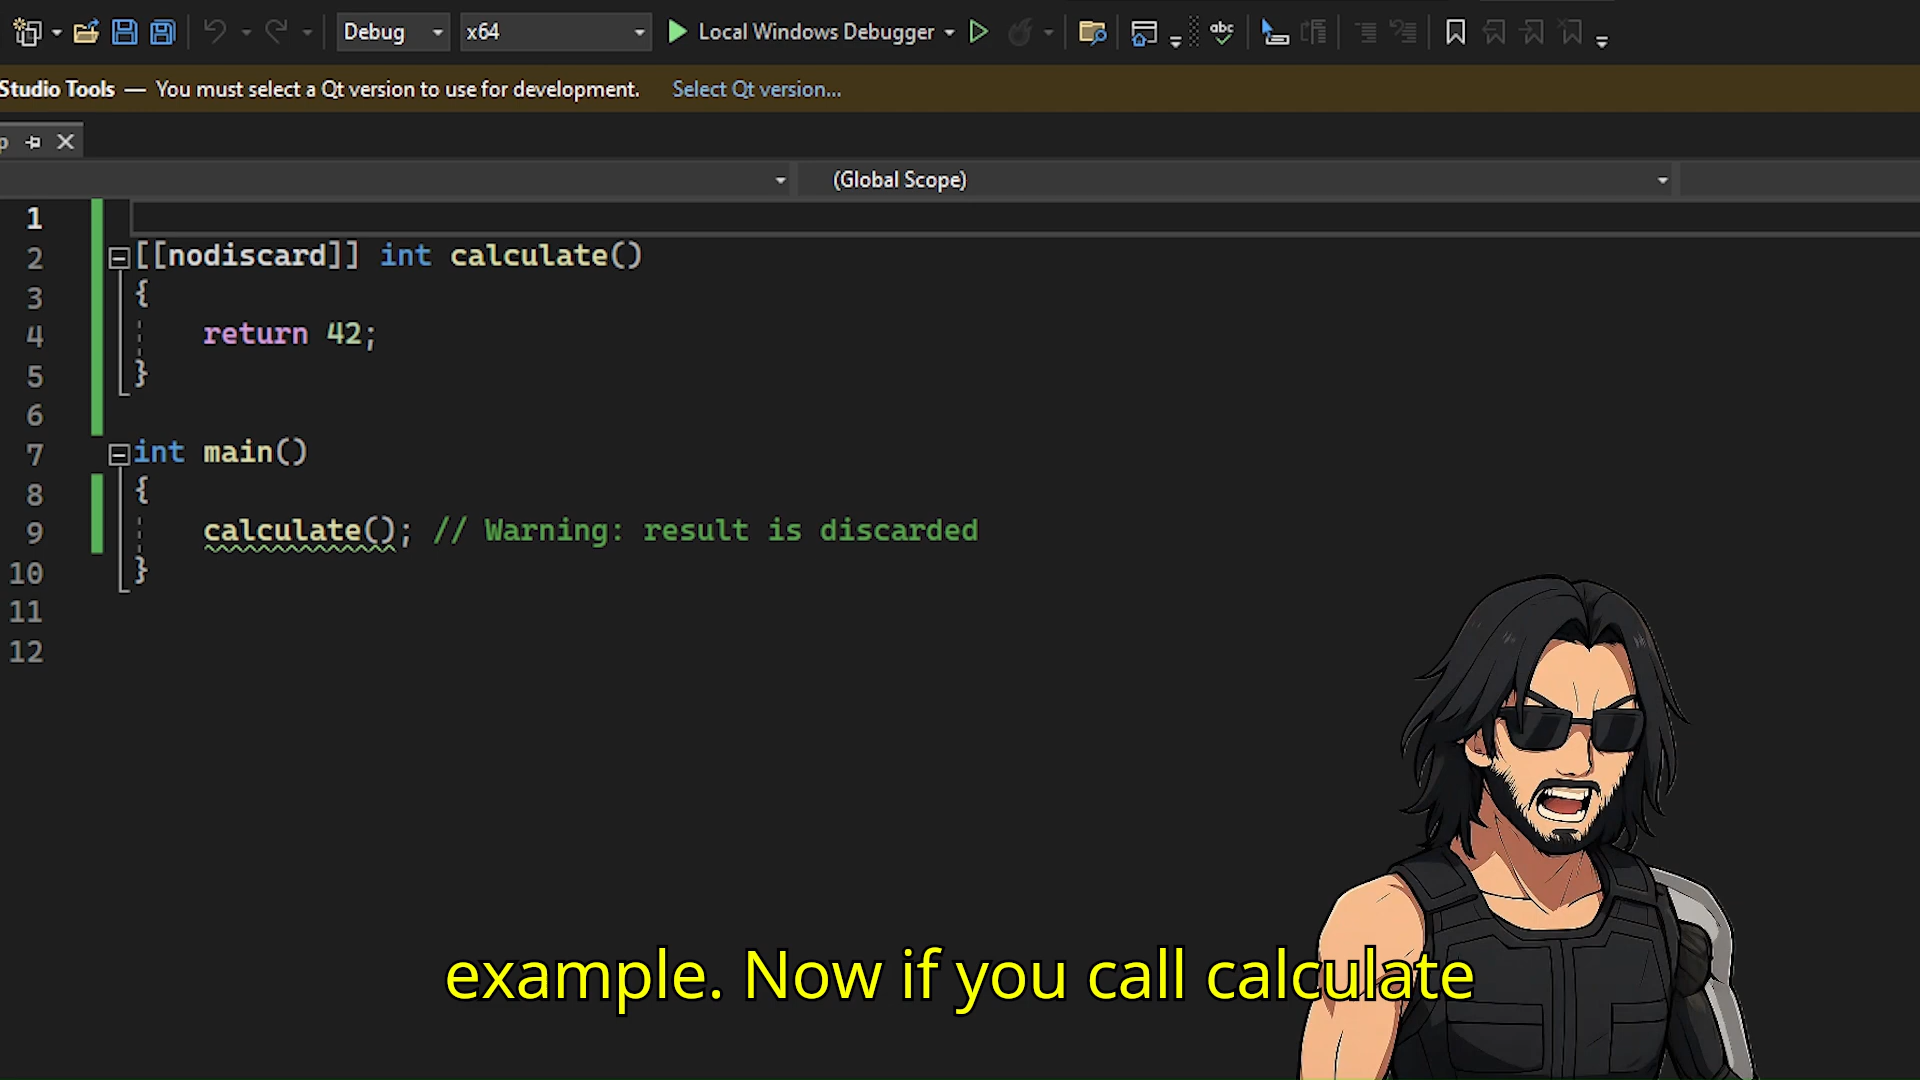 Debug x64 Local Windows Debugger abc
Studio Tools — You must select a Qt version to use for development. Select Qt version...
p
(Global Scope)
1
2 [[nodiscard]] int calculate()
3 {
4 return 42;
5 }
6
7 int main()
8 {
9 calculate(); // Warning: result is discarded
10 }
11
12
example. Now if you call calculate